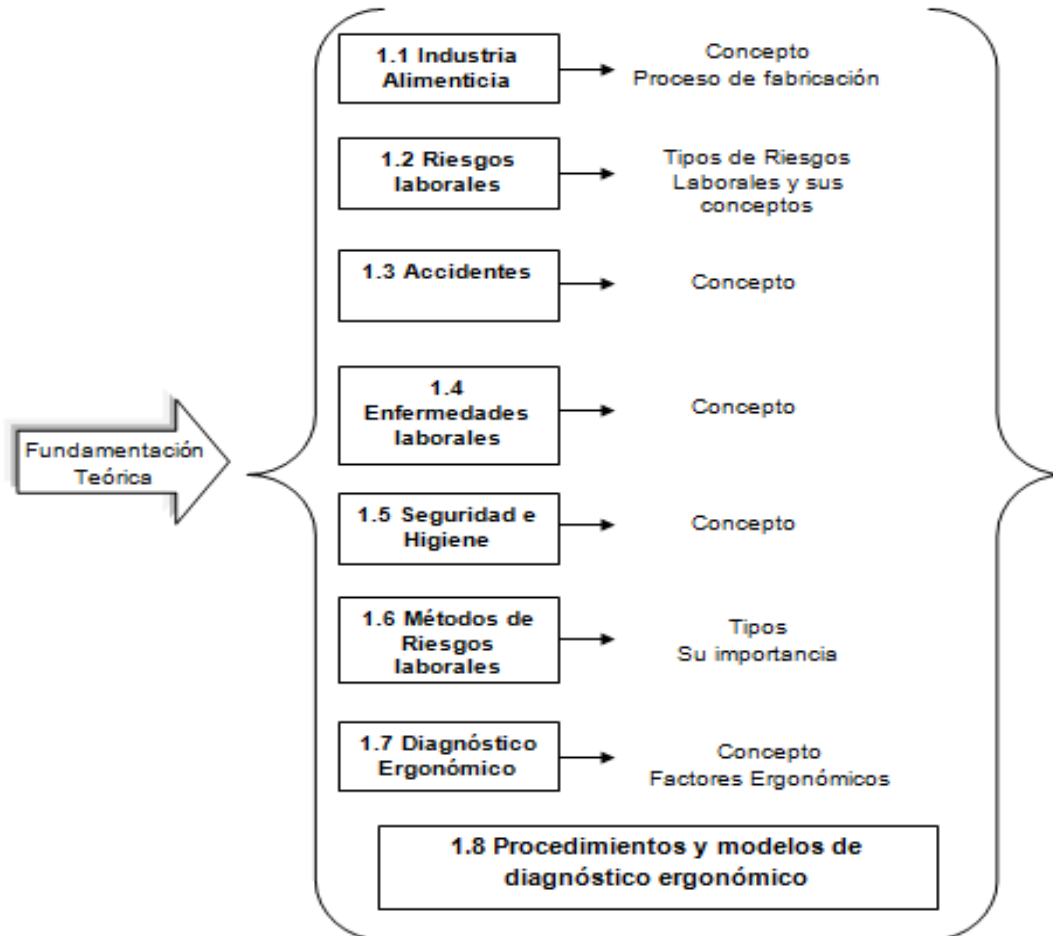 1.1 Industria
Alimenticia
Concepto
Proceso de fabricación
1.2 Riesgos
laborales
Tipos de Riesgos
Laborales y sus
conceptos
1.3 Accidentes
Concepto
1.4
Enfermedades
laborales
Concepto
Fundamentación
Teórica
1.5 Seguridad e
Higiene
Concepto
1.6 Métodos de
Riesgos
laborales
Tipos
Su importancia
1.7 Diagnóstico
Ergonómico
Concepto
Factores Ergonómicos
1.8 Procedimientos y modelos de
diagnóstico ergonómico